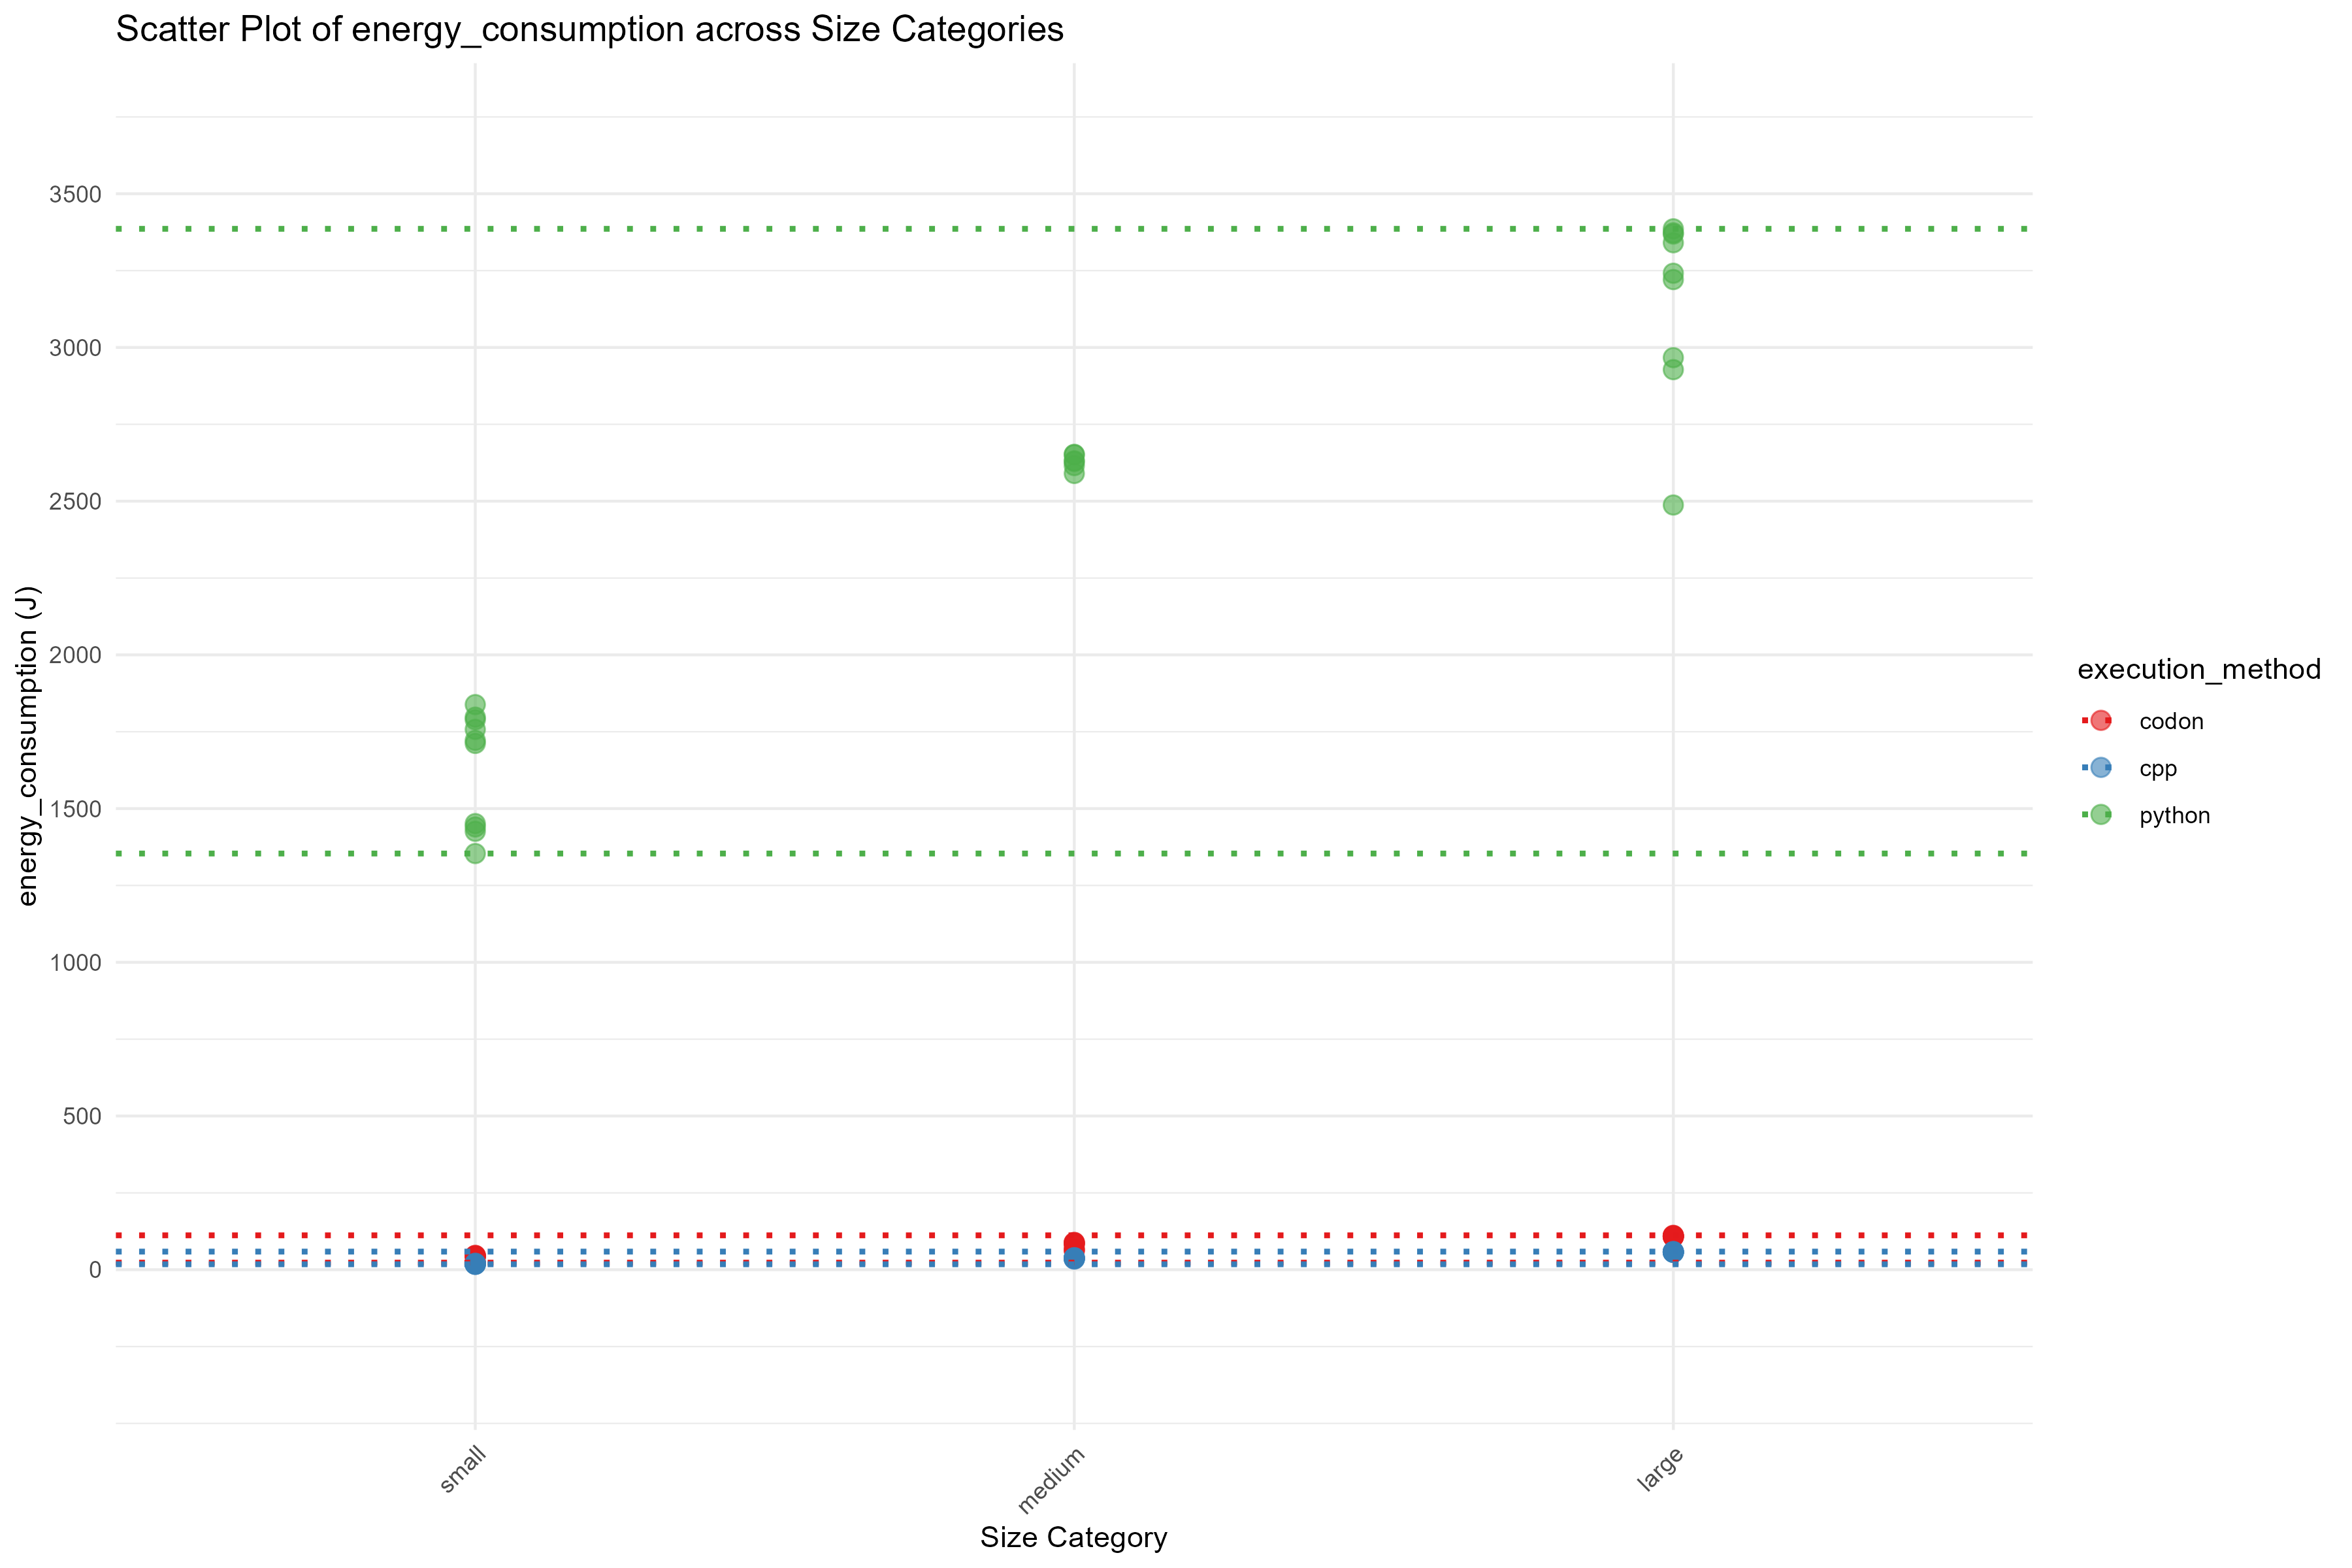 Scatter Plot of energy_consumption across Size Categories
3500
3000
2500
2000
1500
1000
500
0
energy_consumption (J)
small
medium
large
Size Category
execution_method
codon
cpp
python